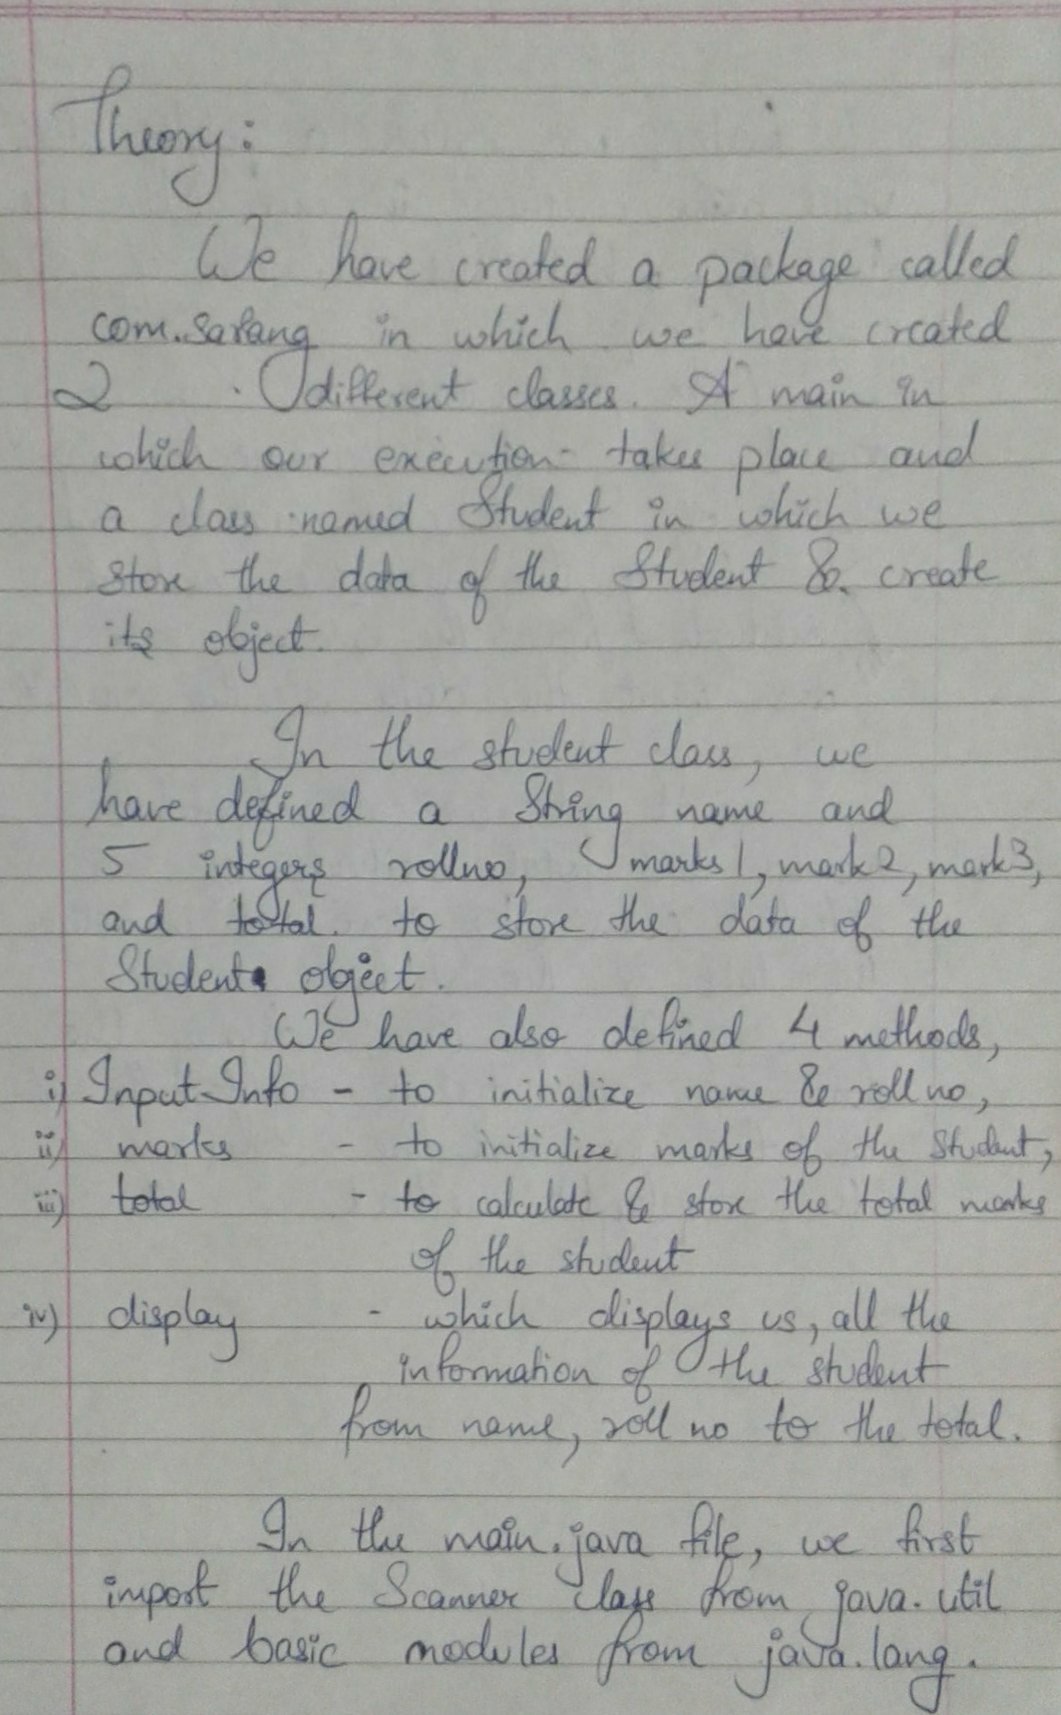 Theory:
We have created a package called
com.sarang in which we have created
2 different classes. A main in
which our execution takes place and
a class named Student in which we
store the data of the Student & create
its object.
In the student class, we
have defined a String name and
5 integers rollno, marks1, mark2, mark3,
and total. to store the data of the
Student object.
We have also defined 4 methods,
i) Input Info - to initialize name & roll no,
ii) marks - to initialize marks of the Student,
iii) total - to calculate & store the total marks
of the student
iv) display - which displays us, all the
information of the student
from name, roll no to the total.
In the main.java file, we first
import the Scanner class from java.util
and basic modules from java.lang.